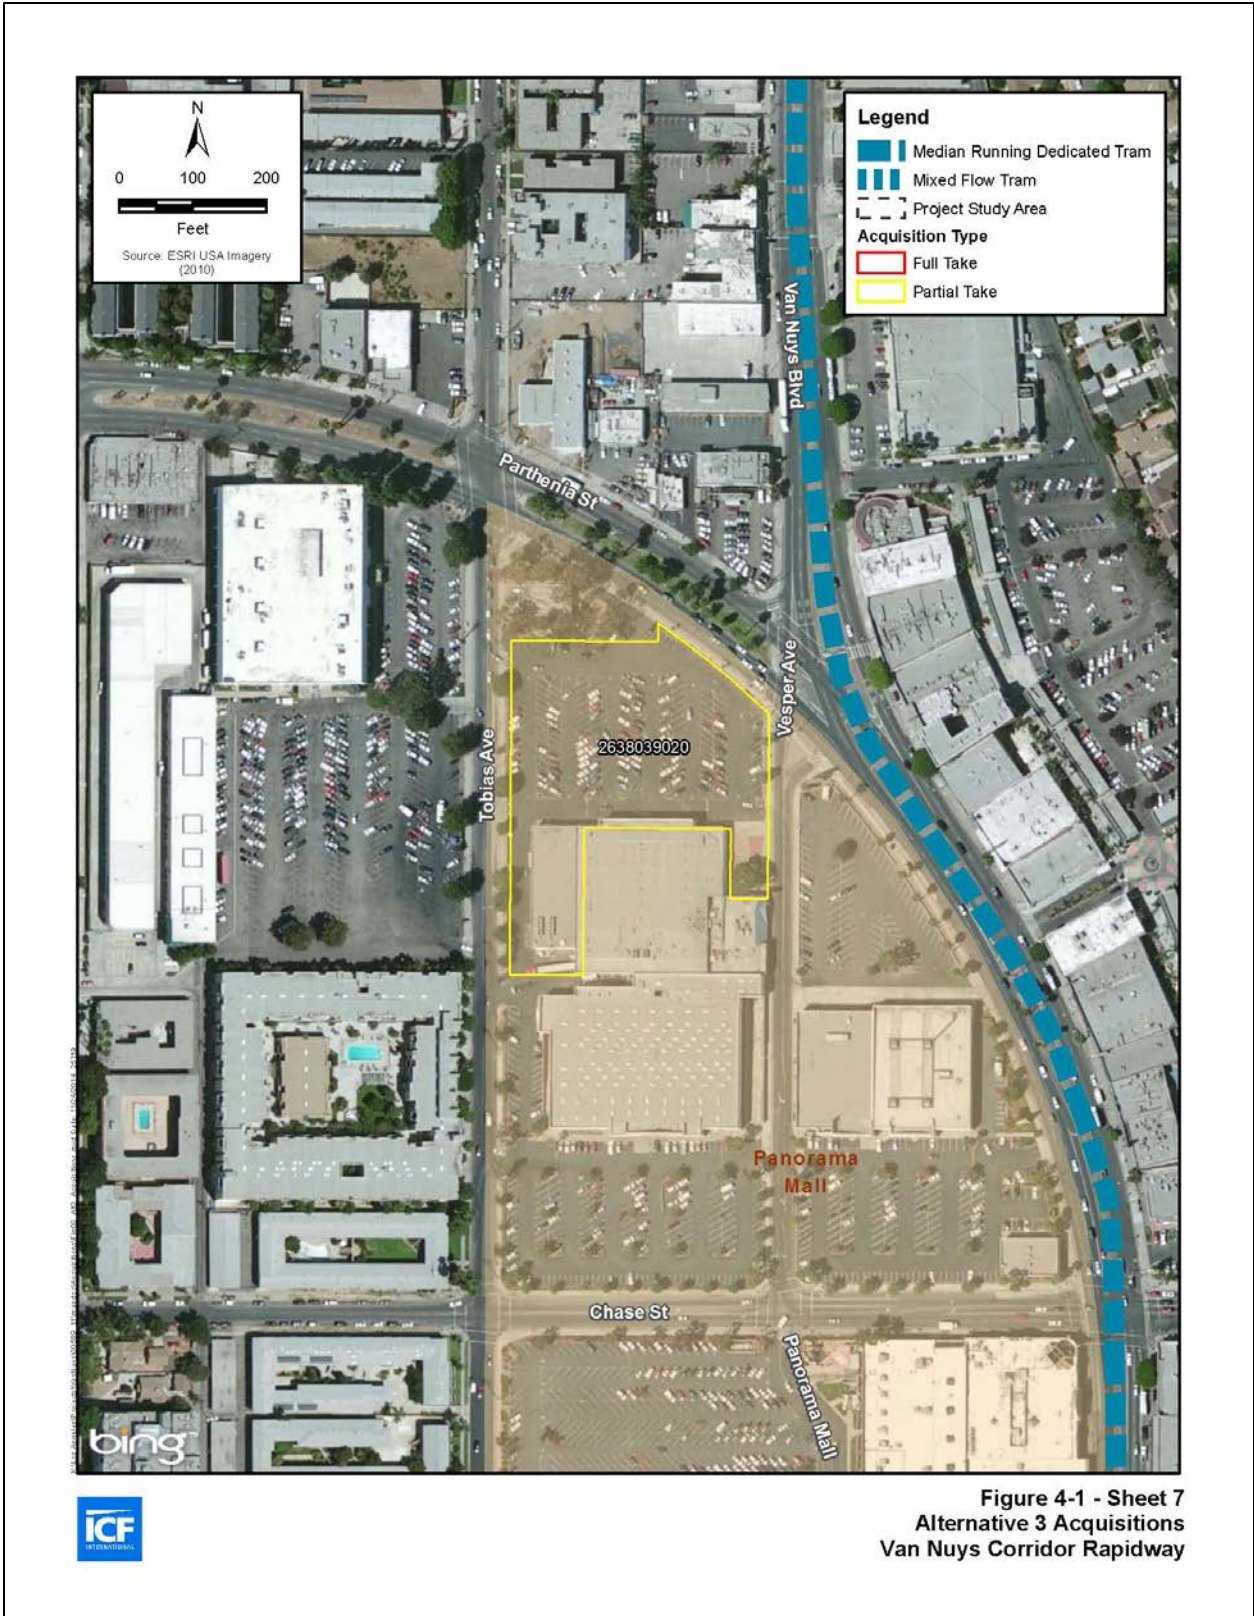 N
0 100 200
Feet
Source: ESRI USA Imagery
(2010)
Legend
Median Running Dedicated Tram
Mixed Flow Tram
Project Study Area
Acquisition Type
Full Take
Partial Take
Van Nuys Blvd
Parthenia St
Vesper Ave
2638039020
Tobias Ave
Panorama
Mall
Chase St
Panorama Mall
bing
ICF
INTERNATIONAL
Figure 4-1 - Sheet 7
Alternative 3 Acquisitions
Van Nuys Corridor Rapidway